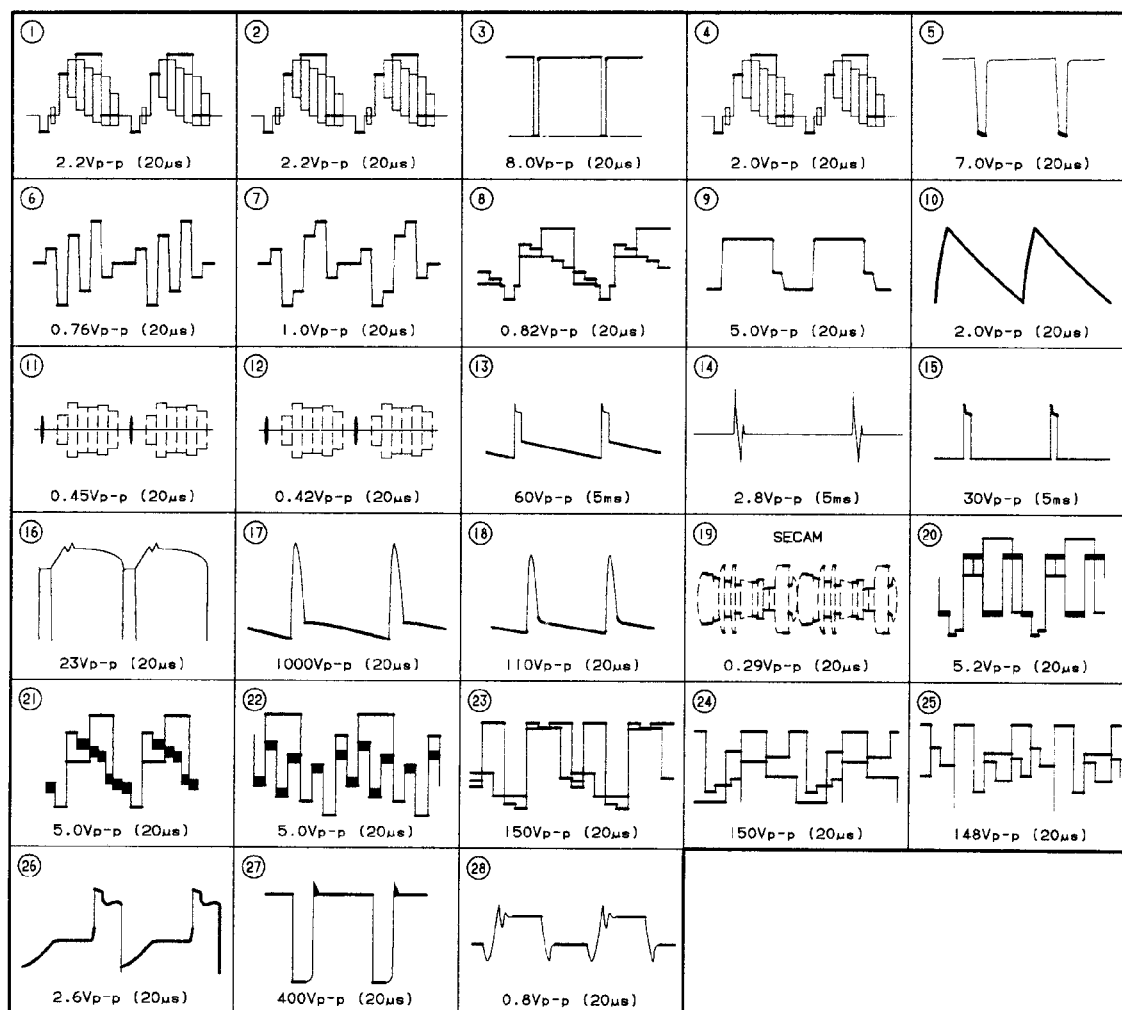 1
2.2Vp-p (20µs)
2
2.2Vp-p (20µs)
3
8.0Vp-p (20µs)
4
2.0Vp-p (20µs)
5
7.0Vp-p (20µs)
6
0.76Vp-p (20µs)
7
1.0Vp-p (20µs)
8
0.82Vp-p (20µs)
9
5.0Vp-p (20µs)
10
2.0Vp-p (20µs)
11
0.45Vp-p (20µs)
12
0.42Vp-p (20µs)
13
60Vp-p (5ms)
14
2.8Vp-p (5ms)
15
30Vp-p (5ms)
16
23Vp-p (20µs)
17
1000Vp-p (20µs)
18
110Vp-p (20µs)
19
SECAM
0.29Vp-p (20µs)
20
5.2Vp-p (20µs)
21
5.0Vp-p (20µs)
22
5.0Vp-p (20µs)
23
150Vp-p (20µs)
24
150Vp-p (20µs)
25
148Vp-p (20µs)
26
2.6Vp-p (20µs)
27
400Vp-p (20µs)
28
0.8Vp-p (20µs)